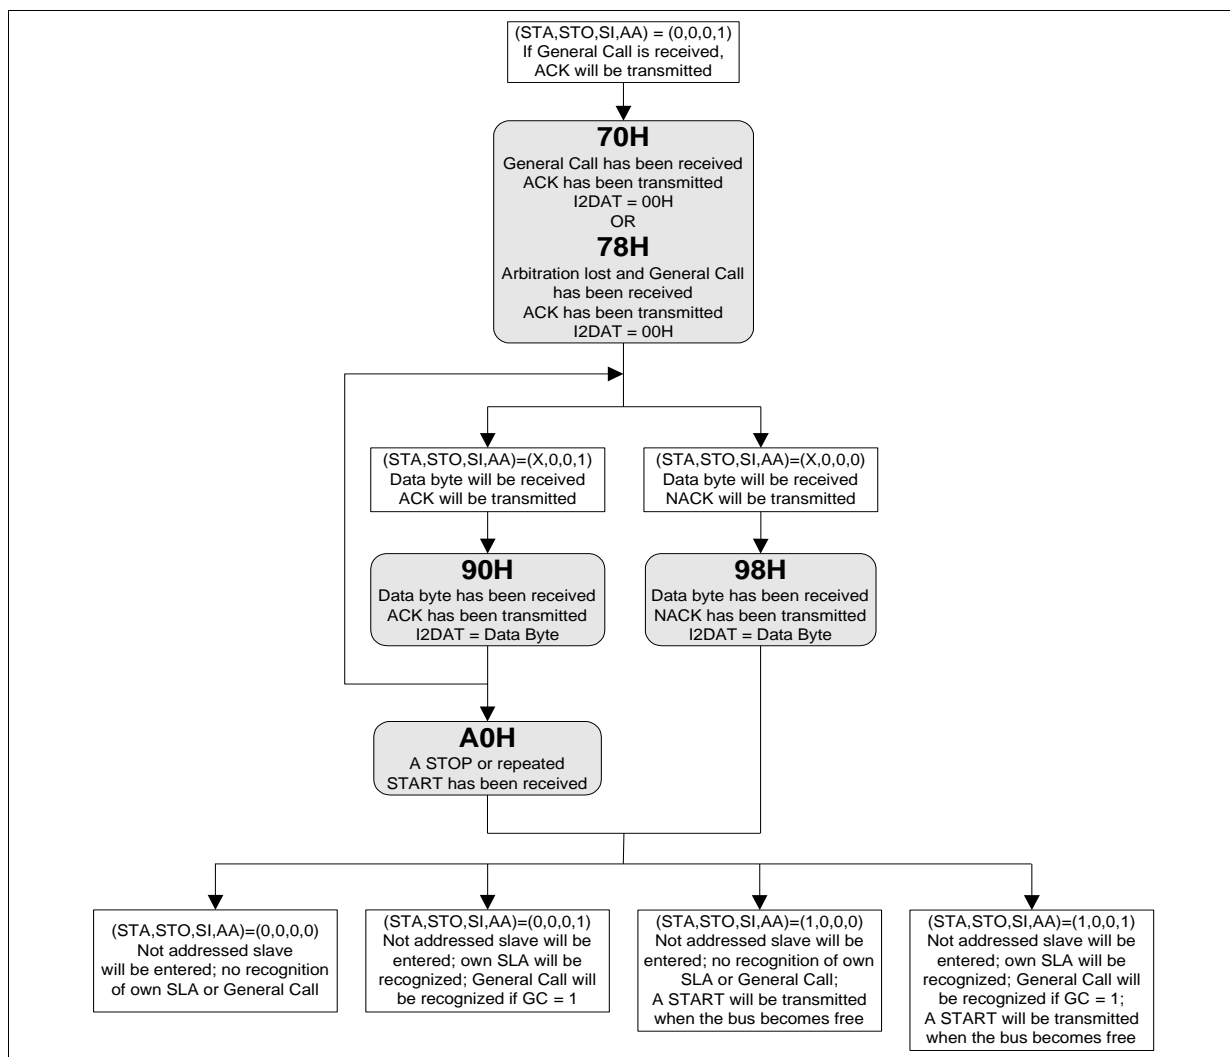 (STA,STO,SI,AA) = (0,0,0,1)
If General Call is received,
ACK will be transmitted
70H
General Call has been received
ACK has been transmitted
I2DAT = 00H
OR
78H
Arbitration lost and General Call
has been received
ACK has been transmitted
I2DAT = 00H
(STA,STO,SI,AA)=(X,0,0,1)
Data byte will be received
ACK will be transmitted
(STA,STO,SI,AA)=(X,0,0,0)
Data byte will be received
NACK will be transmitted
90H
Data byte has been received
ACK has been transmitted
I2DAT = Data Byte
98H
Data byte has been received
NACK has been transmitted
I2DAT = Data Byte
A0H
A STOP or repeated
START has been received
(STA,STO,SI,AA)=(0,0,0,0)
Not addressed slave
will be entered; no recognition
of own SLA or General Call
(STA,STO,SI,AA)=(0,0,0,1)
Not addressed slave will be
entered; own SLA will be
recognized; General Call will
be recognized if GC = 1
(STA,STO,SI,AA)=(1,0,0,0)
Not addressed slave will be
entered; no recognition of own
SLA or General Call;
A START will be transmitted
when the bus becomes free
(STA,STO,SI,AA)=(1,0,0,1)
Not addressed slave will be
entered; own SLA will be
recognized; General Call will
be recognized if GC = 1;
A START will be transmitted
when the bus becomes free